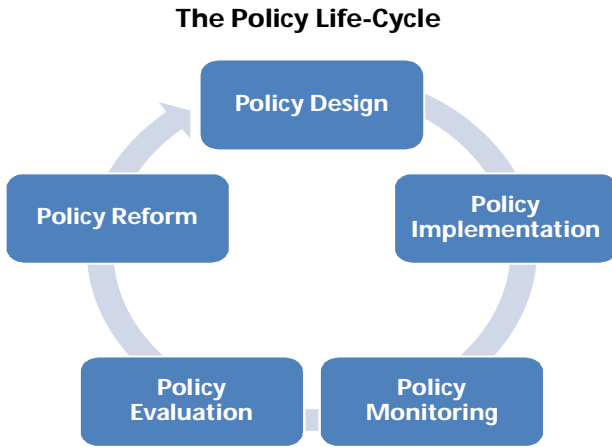 The Policy Life-Cycle
Policy Design
Policy
Implementation
Policy
Monitoring
Policy
Evaluation
Policy Reform